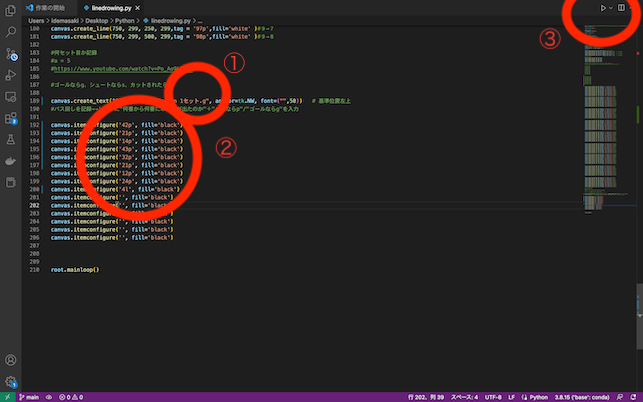 作業の開始
linedrowing.py
Users > idemasaki > Desktop > Python > linedrowing.py > ...
180 canvas.create_line(750, 299, 250, 299,tag = '97p',fill='white' )#9→7
181 canvas.create_line(750, 299, 500, 299,tag = '98p',fill='white' )#9→8
182
183 #何セット目か記録
184 #a = 5
185 #https://www.youtube.com/watch?v=
186
187 #ゴールならg、シュートならs、カットされたら
188
189 canvas.create_text( 1セット.g", anchor=tk.NW, font=("",50)) # 基準位置左上
190 #パス回しを記録 "何番から何番に 出たのか"+" ならp"/"ゴールならg"を入力
191
192 canvas.itemconfigure('42p', fill='black')
193 canvas.itemconfigure('21p', fill='black')
194 canvas.itemconfigure('14p', fill='black')
195 canvas.itemconfigure('43p', fill='black')
196 canvas.itemconfigure('32p', fill='black')
197 canvas.itemconfigure('21p', fill='black')
198 canvas.itemconfigure('12p', fill='black')
199 canvas.itemconfigure('24p', fill='black')
200 canvas.itemconfigure('4l', fill='black')
201 canvas.itemconfigure('', fill='black')
202 canvas.itemconfigure('', fill='black')
203 canvas.itemconfigure('', fill='black')
204 canvas.itemconfigure('', fill='black')
205 canvas.itemconfigure('', fill='black')
206 canvas.itemconfigure('', fill='black')
207
208
209
210 root.mainloop()
①
②
③
main
0 0
行 202、列 39
スペース: 4
UTF-8
LF
Python
3.8.15 ('base': conda)